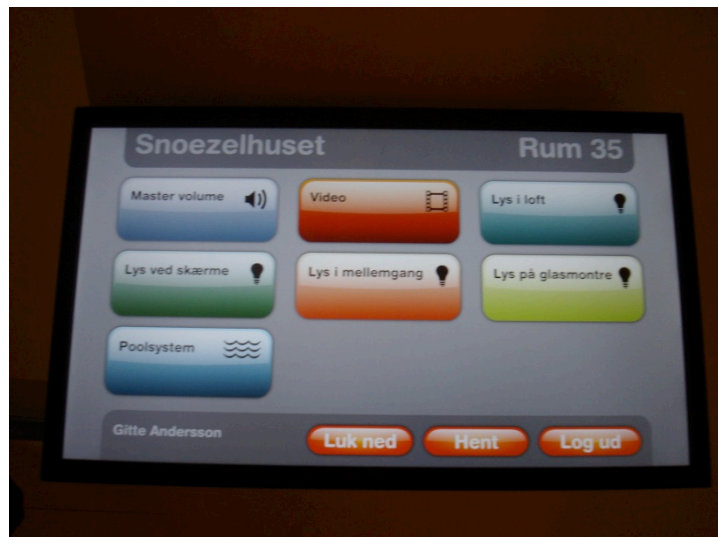 Snoezelhuset Rum 35
Master volume
Video
Lys i loft
Lys ved skærme
Lys i mellemgang
Lys på glasmontre
Poolsystem
Gitte Andersson
Luk ned
Hent
Log ud